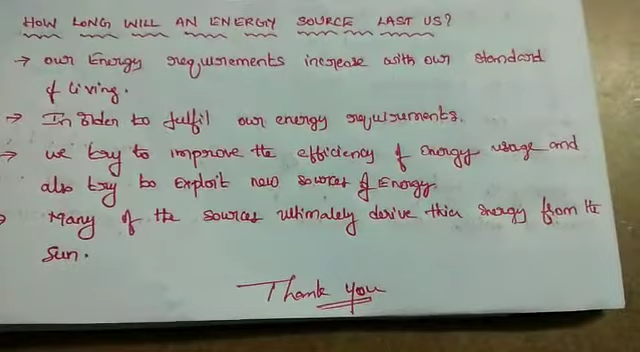 HOW LONG WILL AN ENERGY SOURCE LAST US?
→ our Energy requirements increase with our standard
of living.
→ In order to fulfil our energy requirements.
→ we try to improve the efficiency of energy usage and
also try to exploit new sources of Energy
Many of the sources ultimately derive their energy from the
Sun.
Thank you